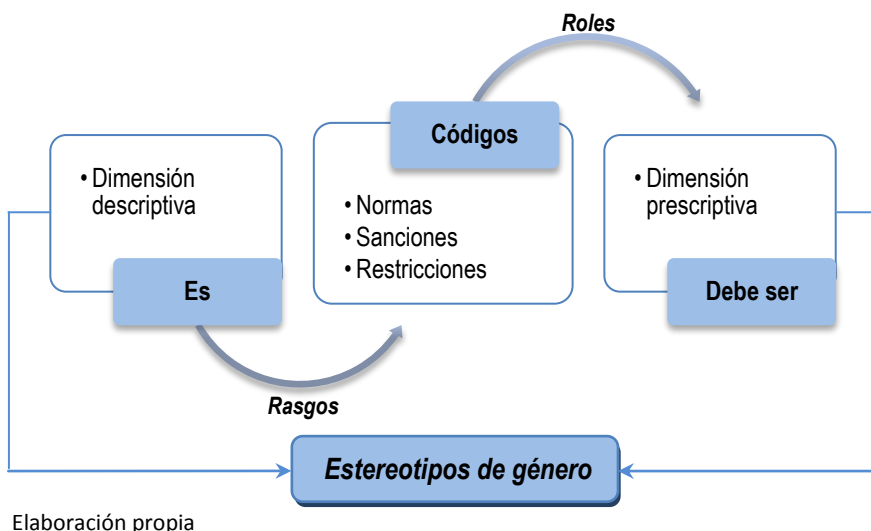 Roles
Códigos
• Dimensión
descriptiva
Es
• Normas
• Sanciones
• Restricciones
• Dimensión
prescriptiva
Debe ser
Rasgos
Estereotipos de género
Elaboración propia